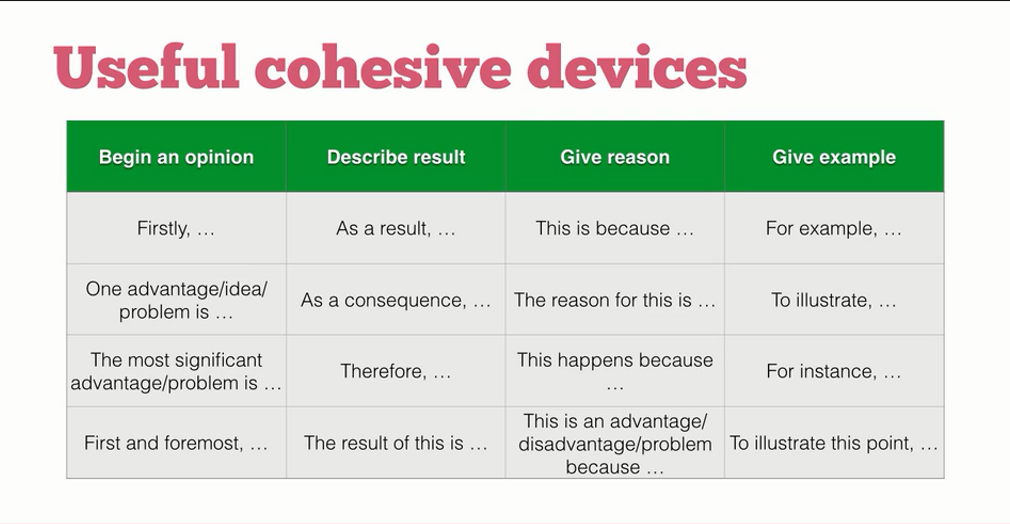 Useful cohesive devices
Begin an opinion
Describe result
Give reason
Give example
Firstly, …
As a result, …
This is because …
For example, …
One advantage/idea/
problem is …
As a consequence, …
The reason for this is …
To illustrate, …
The most significant
advantage/problem is …
Therefore, …
This happens because
…
For instance, …
First and foremost, …
The result of this is …
This is an advantage/
disadvantage/problem
because …
To illustrate this point, …